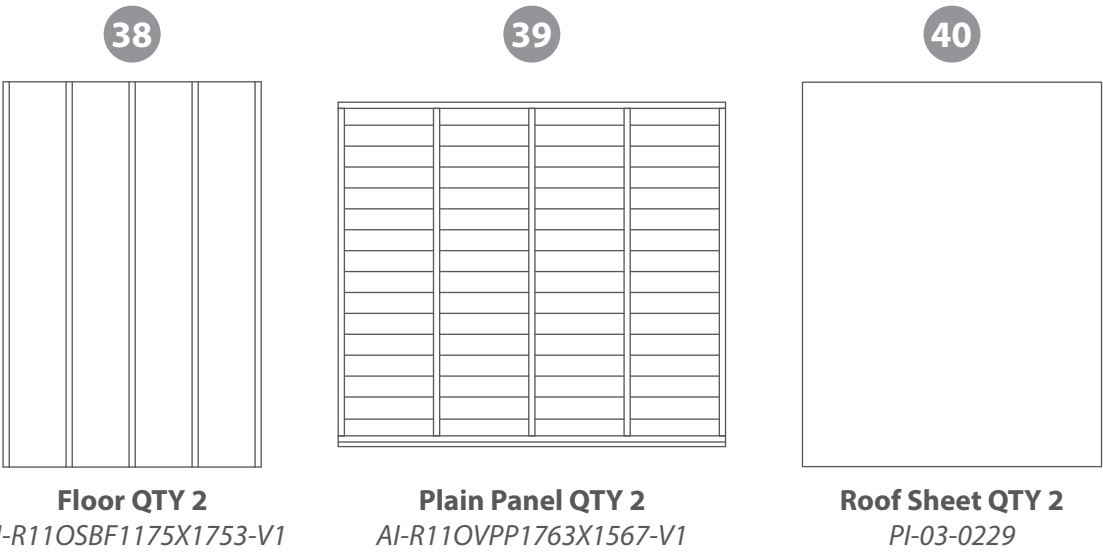 38
39
40
Floor QTY 2
Plain Panel QTY 2
Roof Sheet QTY 2
I-R11OSBF1175X1753-V1
AI-R11OVPP1763X1567-V1
PI-03-0229